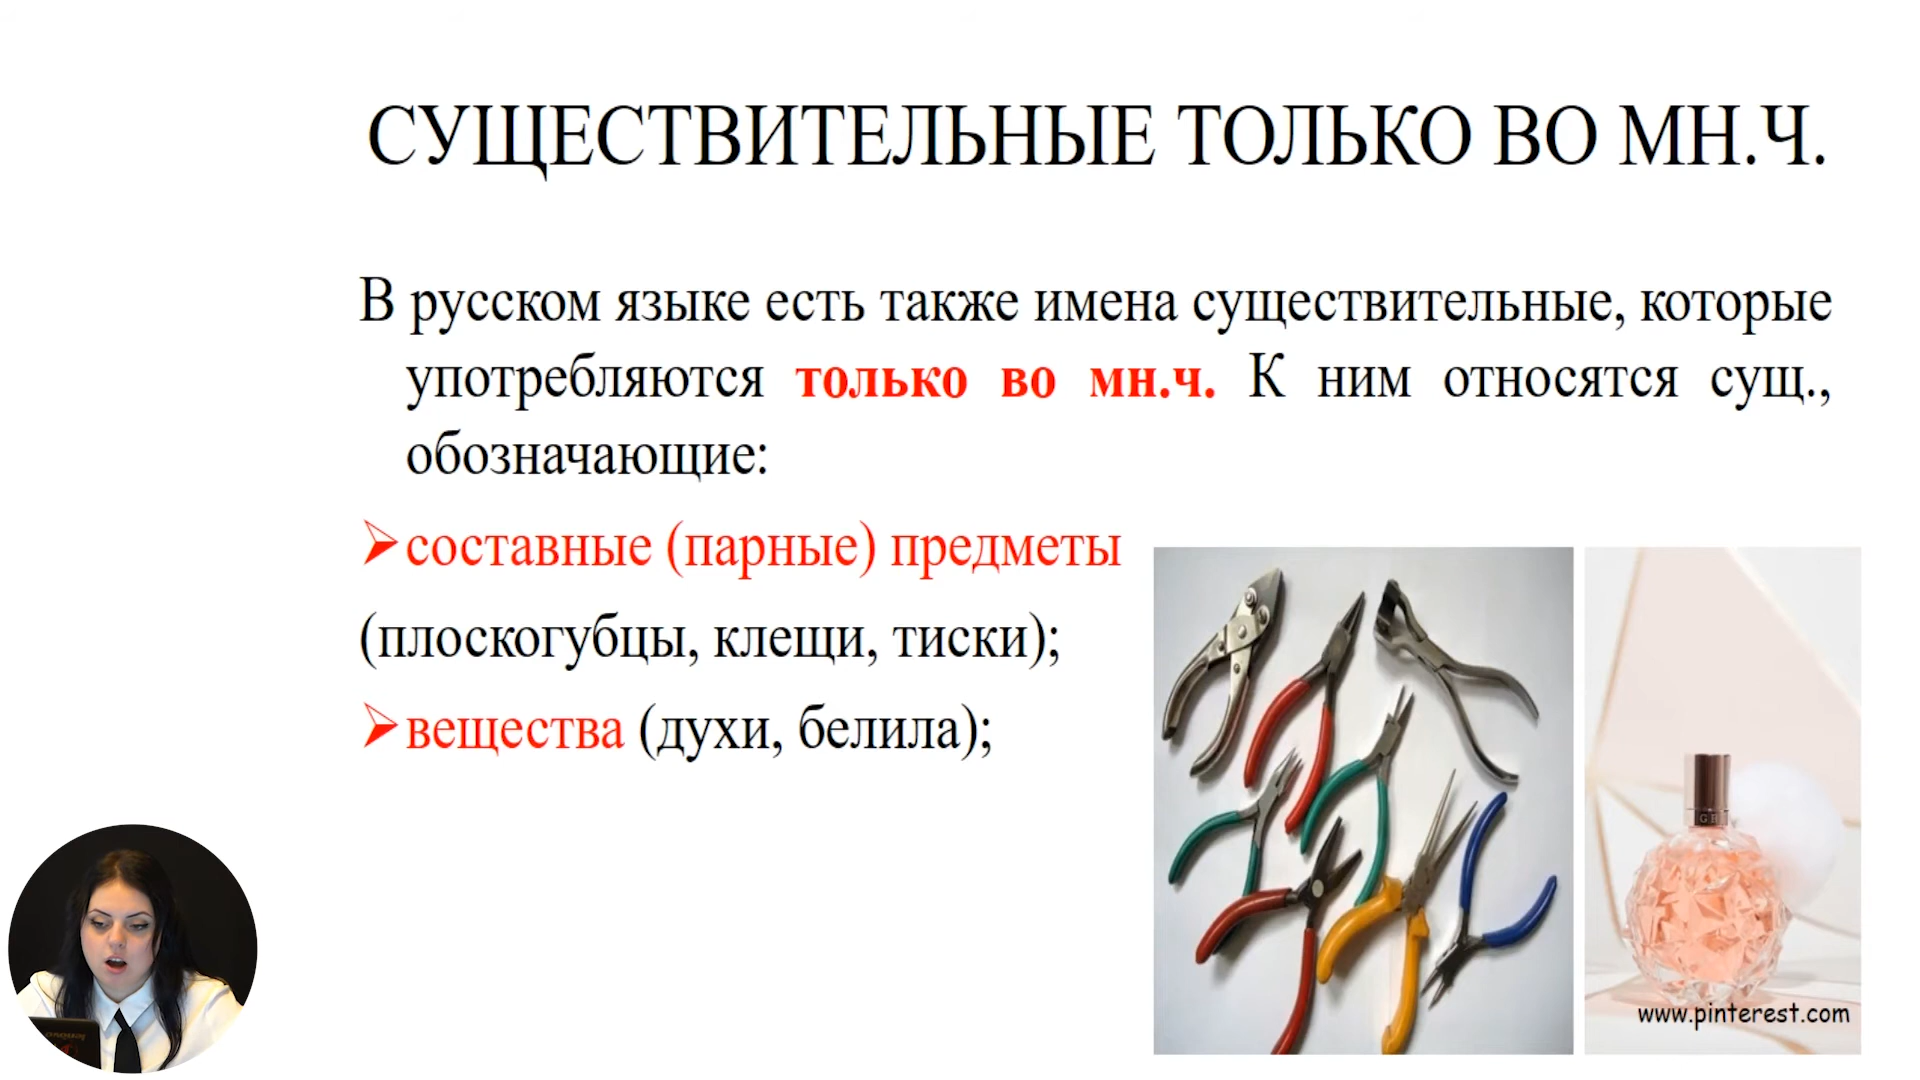 СУЩЕСТВИТЕЛЬНЫЕ ТОЛЬКО ВО МН.Ч.
В русском языке есть также имена существительные, которые
употребляются только во мн.ч. К ним относятся сущ.,
обозначающие:
составные (парные) предметы
(плоскогубцы, клещи, тиски);
вещества (духи, белила);
www.pinterest.com